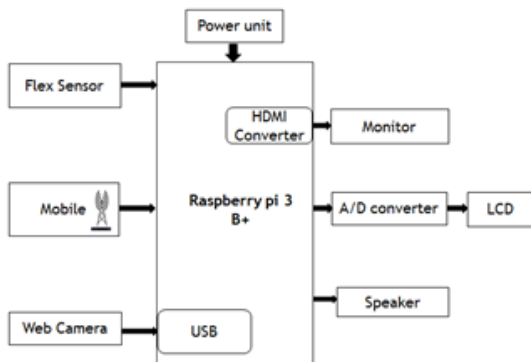 Power unit
Flex Sensor
HDMI
Converter
Monitor
Mobile
Raspberry pi 3
B+
A/D converter
LCD
Speaker
Web Camera
USB